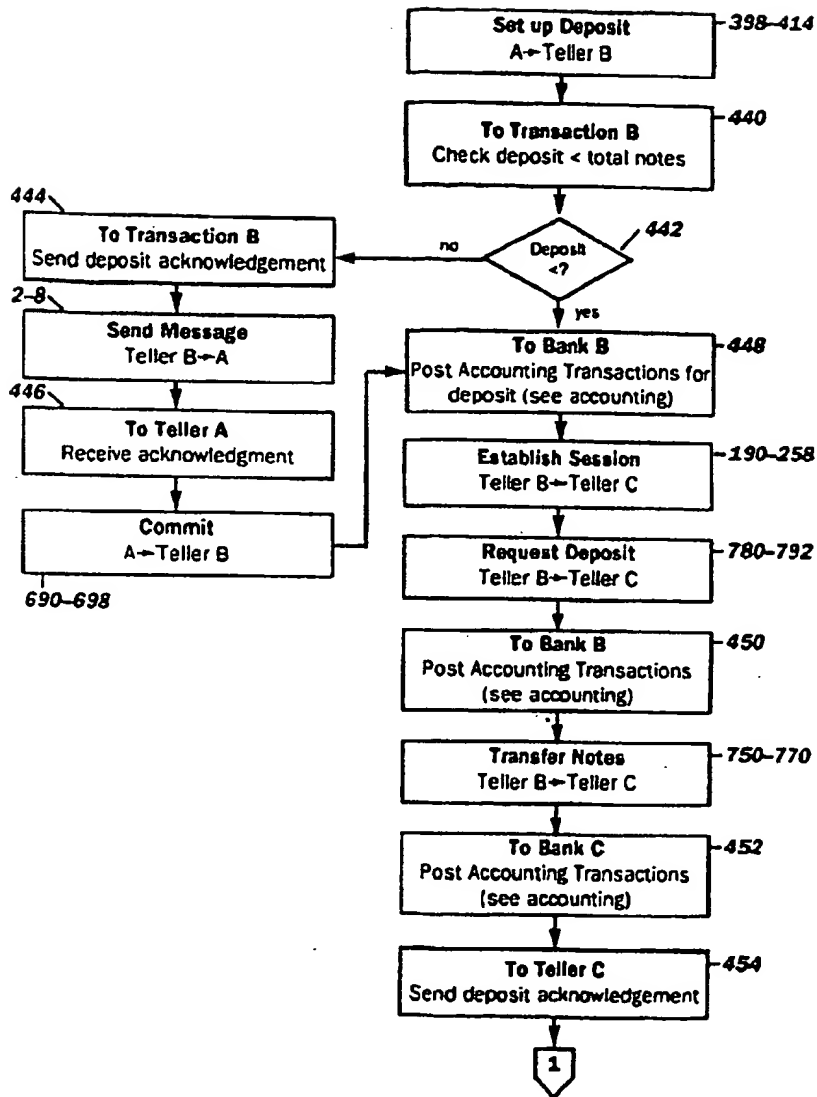 Set up Deposit
A→Teller B
398-414
To Transaction B
Check deposit < total notes
440
Deposit
<?
442
no
yes
444
To Transaction B
Send deposit acknowledgement
2-8
Send Message
Teller B→A
446
To Teller A
Receive acknowledgment
Commit
A→Teller B
690-698
To Bank B
Post Accounting Transactions for
deposit (see accounting)
448
Establish Session
Teller B→Teller C
190-258
Request Deposit
Teller B→Teller C
780-792
To Bank B
Post Accounting Transactions
(see accounting)
450
Transfer Notes
Teller B→Teller C
750-770
To Bank C
Post Accounting Transactions
(see accounting)
452
To Teller C
Send deposit acknowledgement
454
1